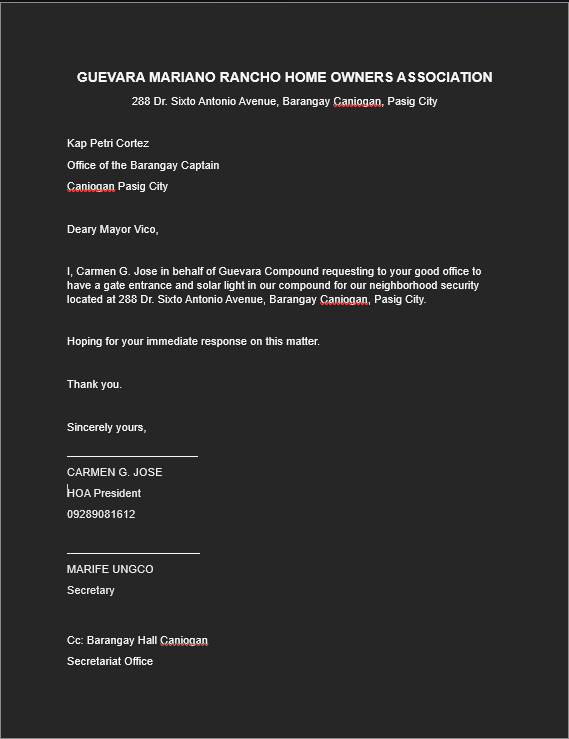 GUEVARA MARIANO RANCHO HOME OWNERS ASSOCIATION
288 Dr. Sixto Antonio Avenue, Barangay Caniogan, Pasig City
Kap Petri Cortez
Office of the Barangay Captain
Caniogan Pasig City
Deary Mayor Vico,
I, Carmen G. Jose in behalf of Guevara Compound requesting to your good office to
have a gate entrance and solar light in our compound for our neighborhood security
located at 288 Dr. Sixto Antonio Avenue, Barangay Caniogan, Pasig City.
Hoping for your immediate response on this matter.
Thank you.
Sincerely yours,
CARMEN G. JOSE
HOA President
09289081612
MARIFE UNGCO
Secretary
Cc: Barangay Hall Caniogan
Secretariat Office